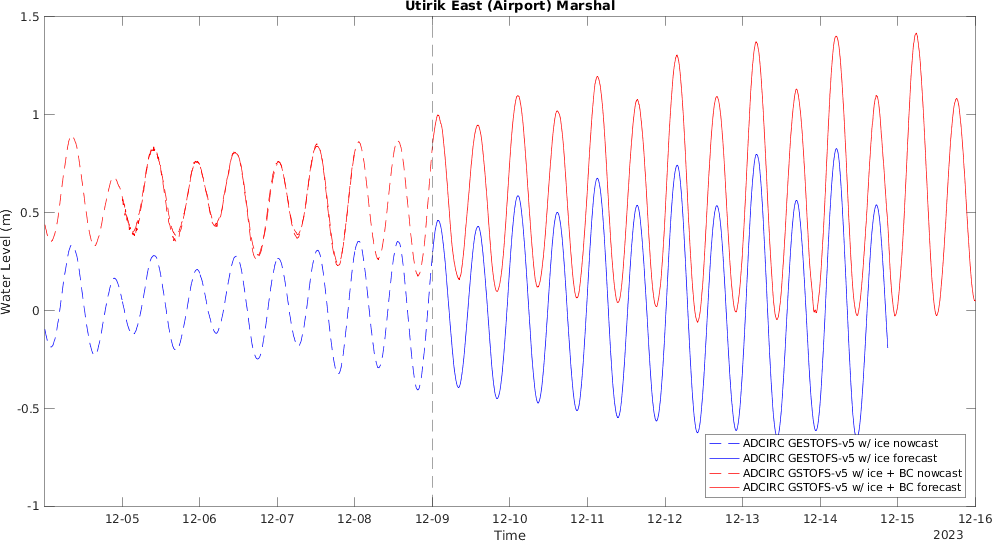 Utirik East (Airport) Marshal
1.5
1
0.5
0
-0.5
-1
Water Level (m)
ADCIRC GESTOFS-v5 w/ ice nowcast
ADCIRC GESTOFS-v5 w/ ice forecast
ADCIRC GSTOFS-v5 w/ ice + BC nowcast
ADCIRC GSTOFS-v5 w/ ice + BC forecast
12-05 12-06 12-07 12-08 12-09 12-10 12-11 12-12 12-13 12-14 12-15 12-16
Time
2023